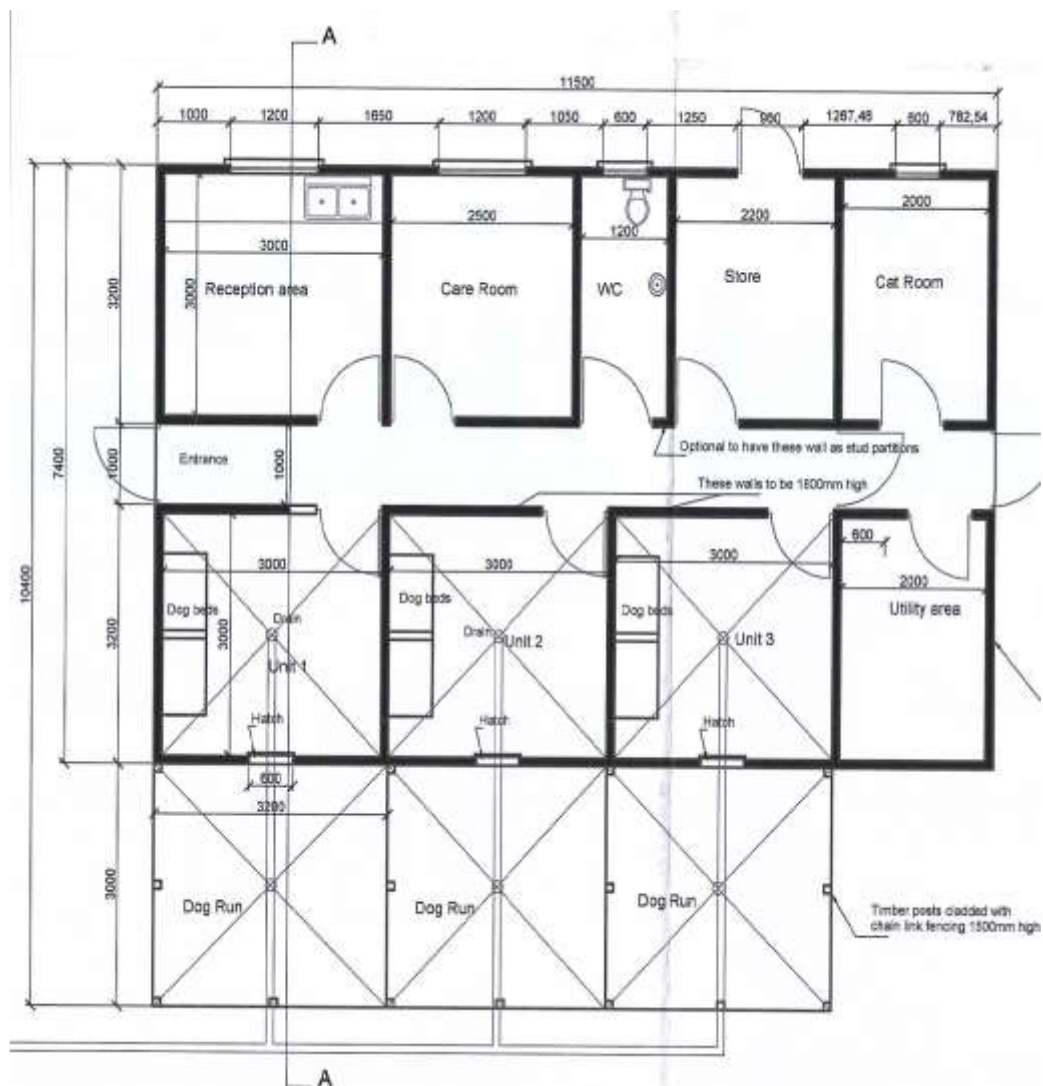 A
11500
1000 1200 1650 1200 1050 600 1250 960 1267,46 600 782,54
2500 2200 2000
3000 1200
3000
3200
Reception area Care Room WC Store Cat Room
Optional to have these wall as stud partitions
Entrance
1000
1000
7400
These walls to be 1800mm high
600
3000 3000 3000
2000
10400
Dog beds Dog beds Dog beds
Utility area
Drain Drain
Unit 1 Unit 2 Unit 3
3000
3200
Hatch Hatch Hatch
600
3200
3000
Dog Run Dog Run Dog Run
Timber posts cladded with
chain link fencing 1800mm high
A